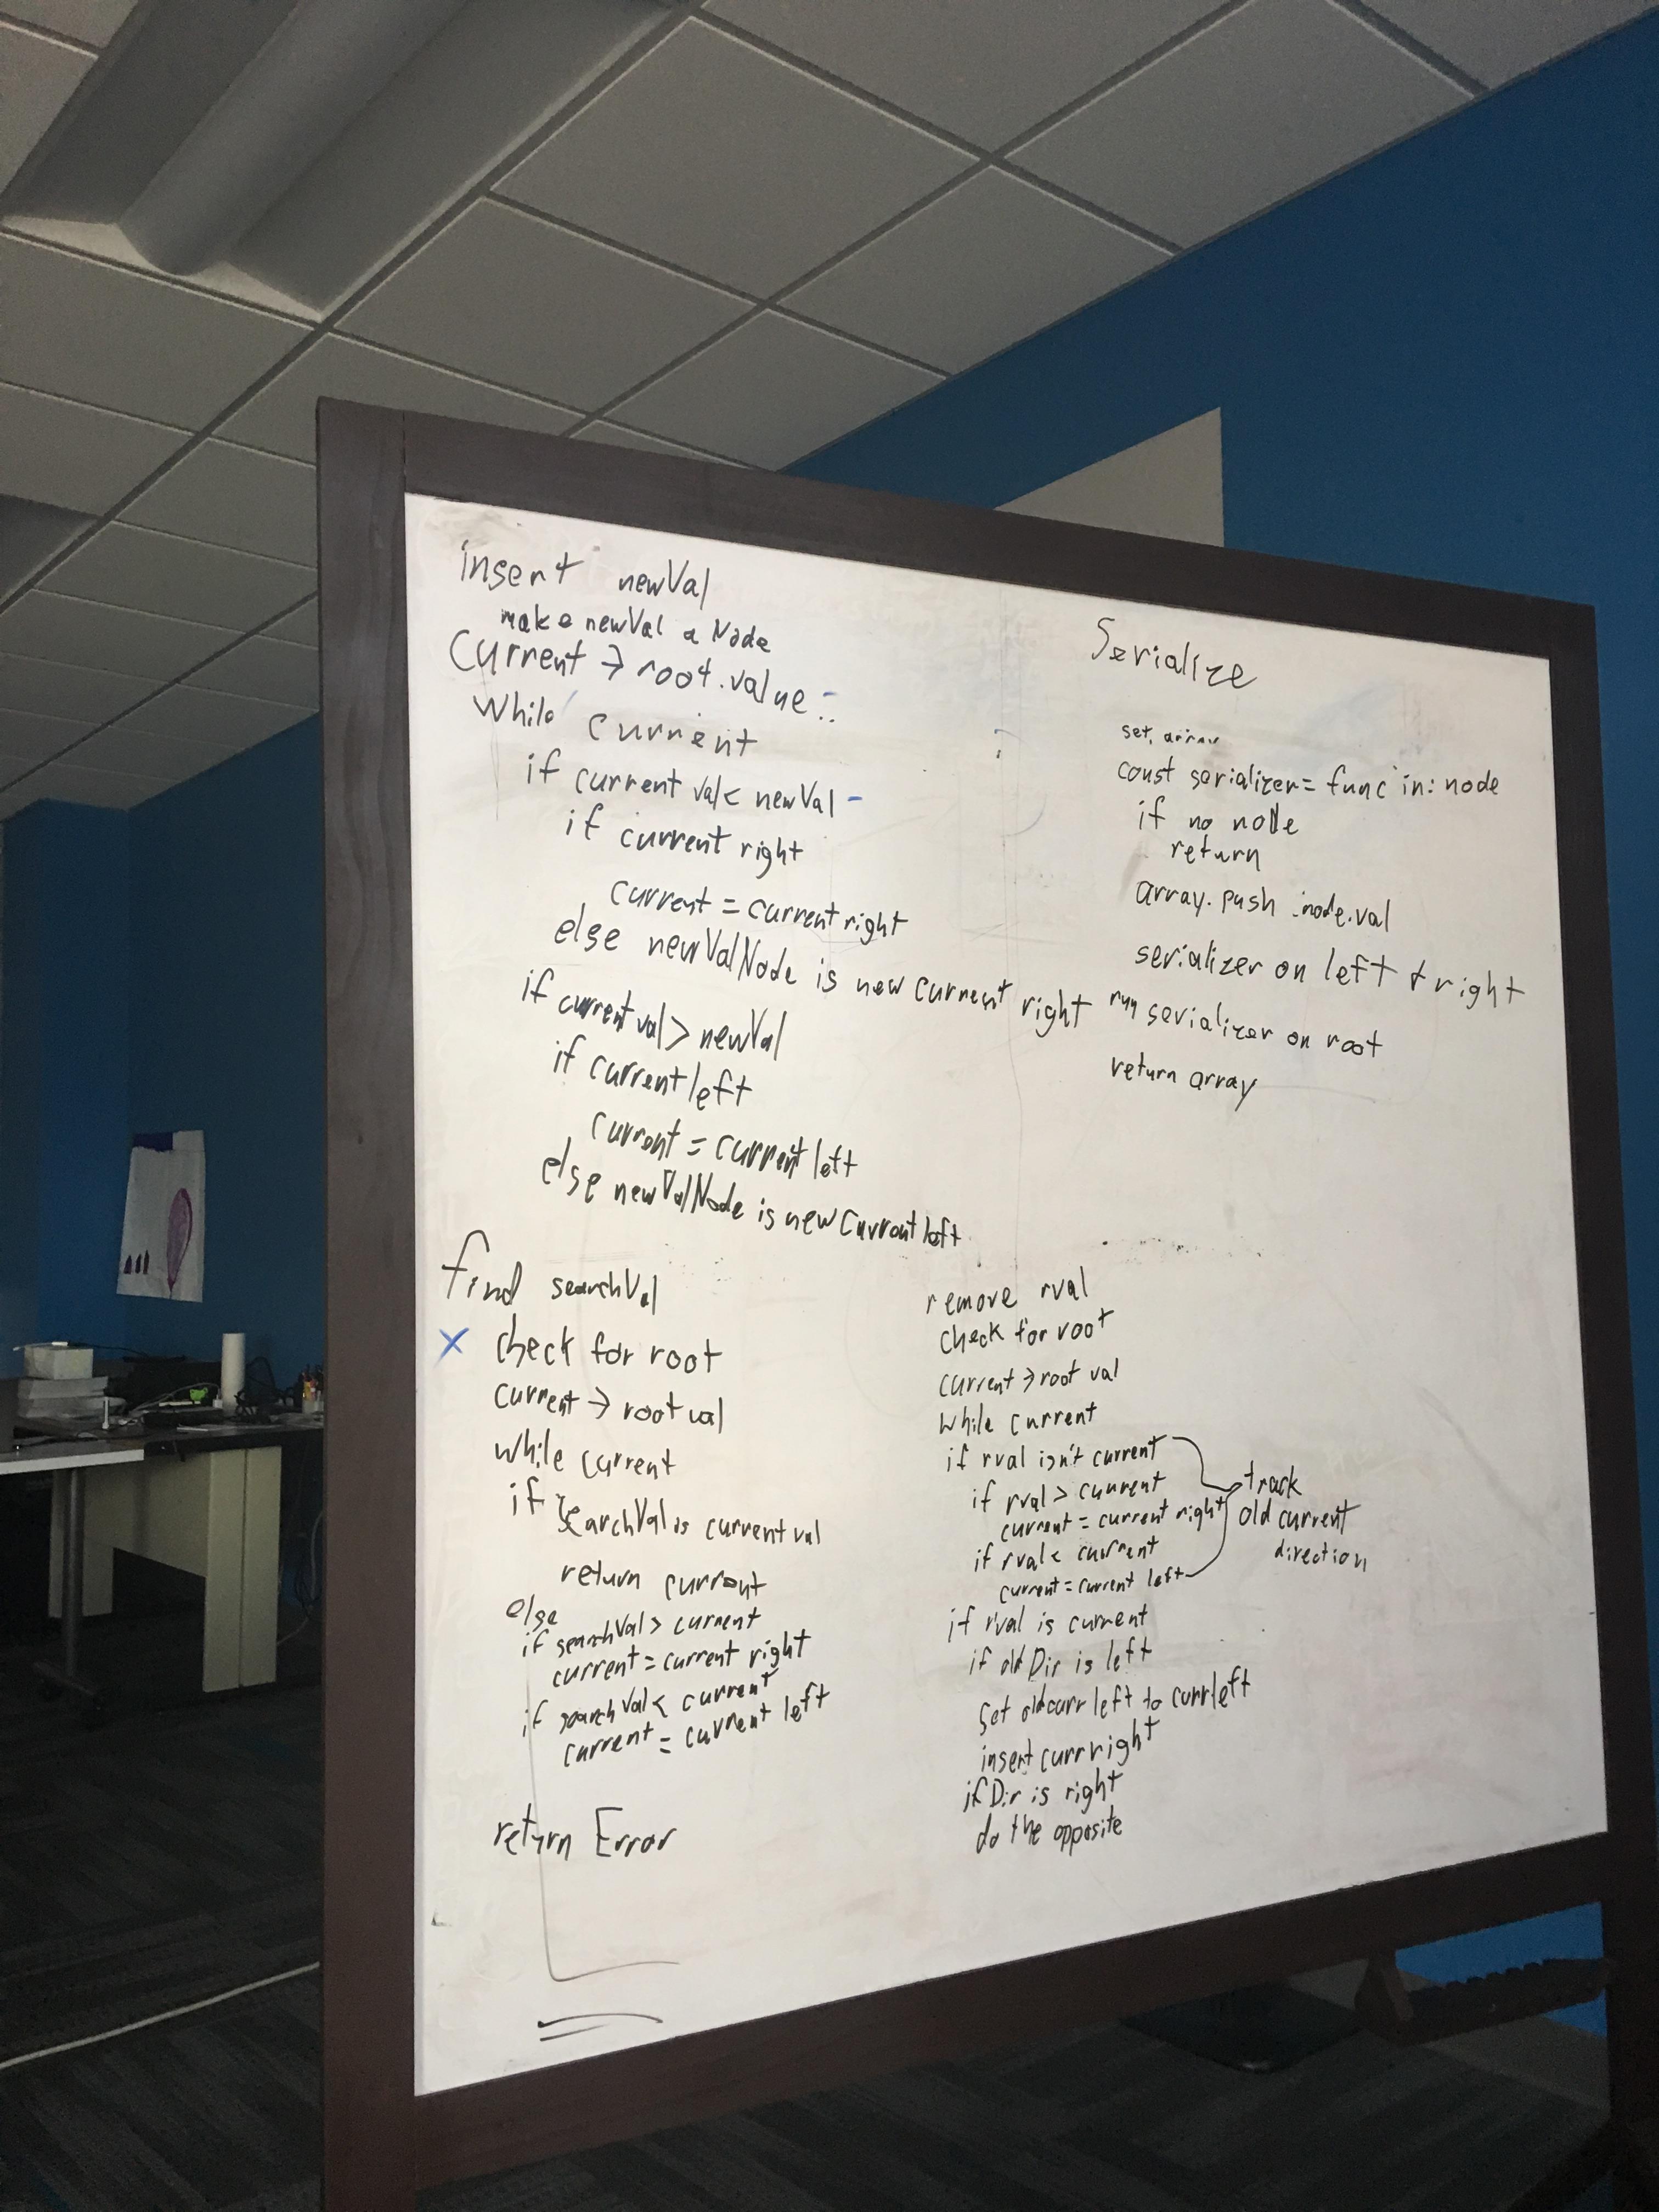 insert newVal
make newVal a Node
Current → root.value
While current
if current val < newVal -
if current right
current = current right
else newValNode is new current right
if current val > newVal
if current left
current = current left
else newValNode is new current left
find searchVal
X check for root
current → root val
while current
if searchVal is current val
return current
else
if searchVal > current
current = current right
if searchVal < current
current = current left
return Error
Serialize
set array
const serializer = func in: node
if no node
return
array.push node.val
serializer on left & right
run serializer on root
return array
remove rval
check for root
current → root val
while current
if rval isn't current
if rval > current
current = current right
if rval < current
current = current left
track
old current
direction
if rval is current
if old Dir is left
set oldcurr left to curr left
insert curr right
if Dir is right
do the opposite